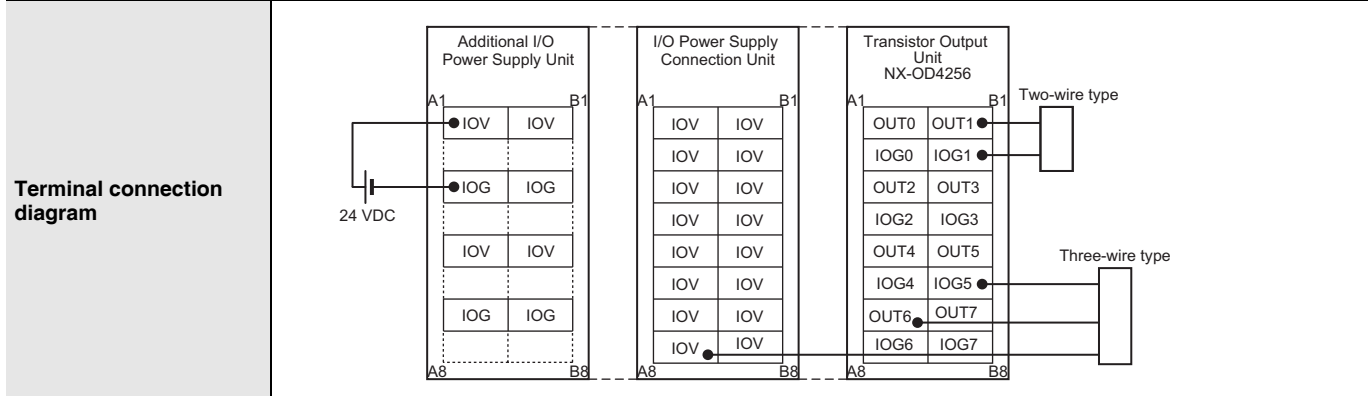 Terminal connection
diagram
Additional I/O
Power Supply Unit
I/O Power Supply
Connection Unit
Transistor Output
Unit
NX-OD4256
A1 B1
A1 B1
A1 B1
Two-wire type
IOV IOV
IOG IOG
IOV IOV
IOG IOG
24 VDC
IOV IOV
IOV IOV
IOV IOV
IOV IOV
IOV IOV
IOV IOV
IOV IOV
IOV IOV
OUT0 OUT1
IOG0 IOG1
OUT2 OUT3
IOG2 IOG3
OUT4 OUT5
IOG4 IOG5
OUT6 OUT7
IOG6 IOG7
Three-wire type
A8 B8
A8 B8
A8 B8